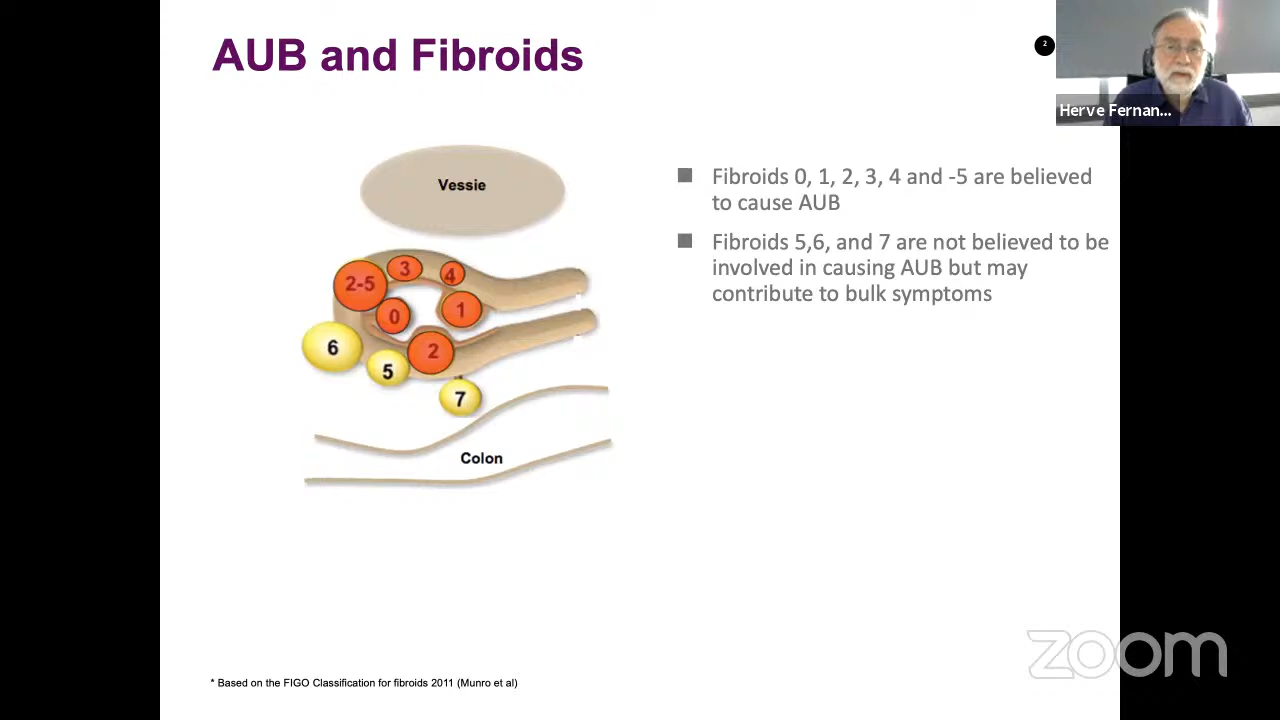 AUB and Fibroids
2
Herve Fernan...
Vessie
3
4
2-5
0
1
6
2
5
7
Colon
Fibroids 0, 1, 2, 3, 4 and -5 are believed
to cause AUB
Fibroids 5,6, and 7 are not believed to be
involved in causing AUB but may
contribute to bulk symptoms
zoom
* Based on the FIGO Classification for fibroids 2011 (Munro et al)